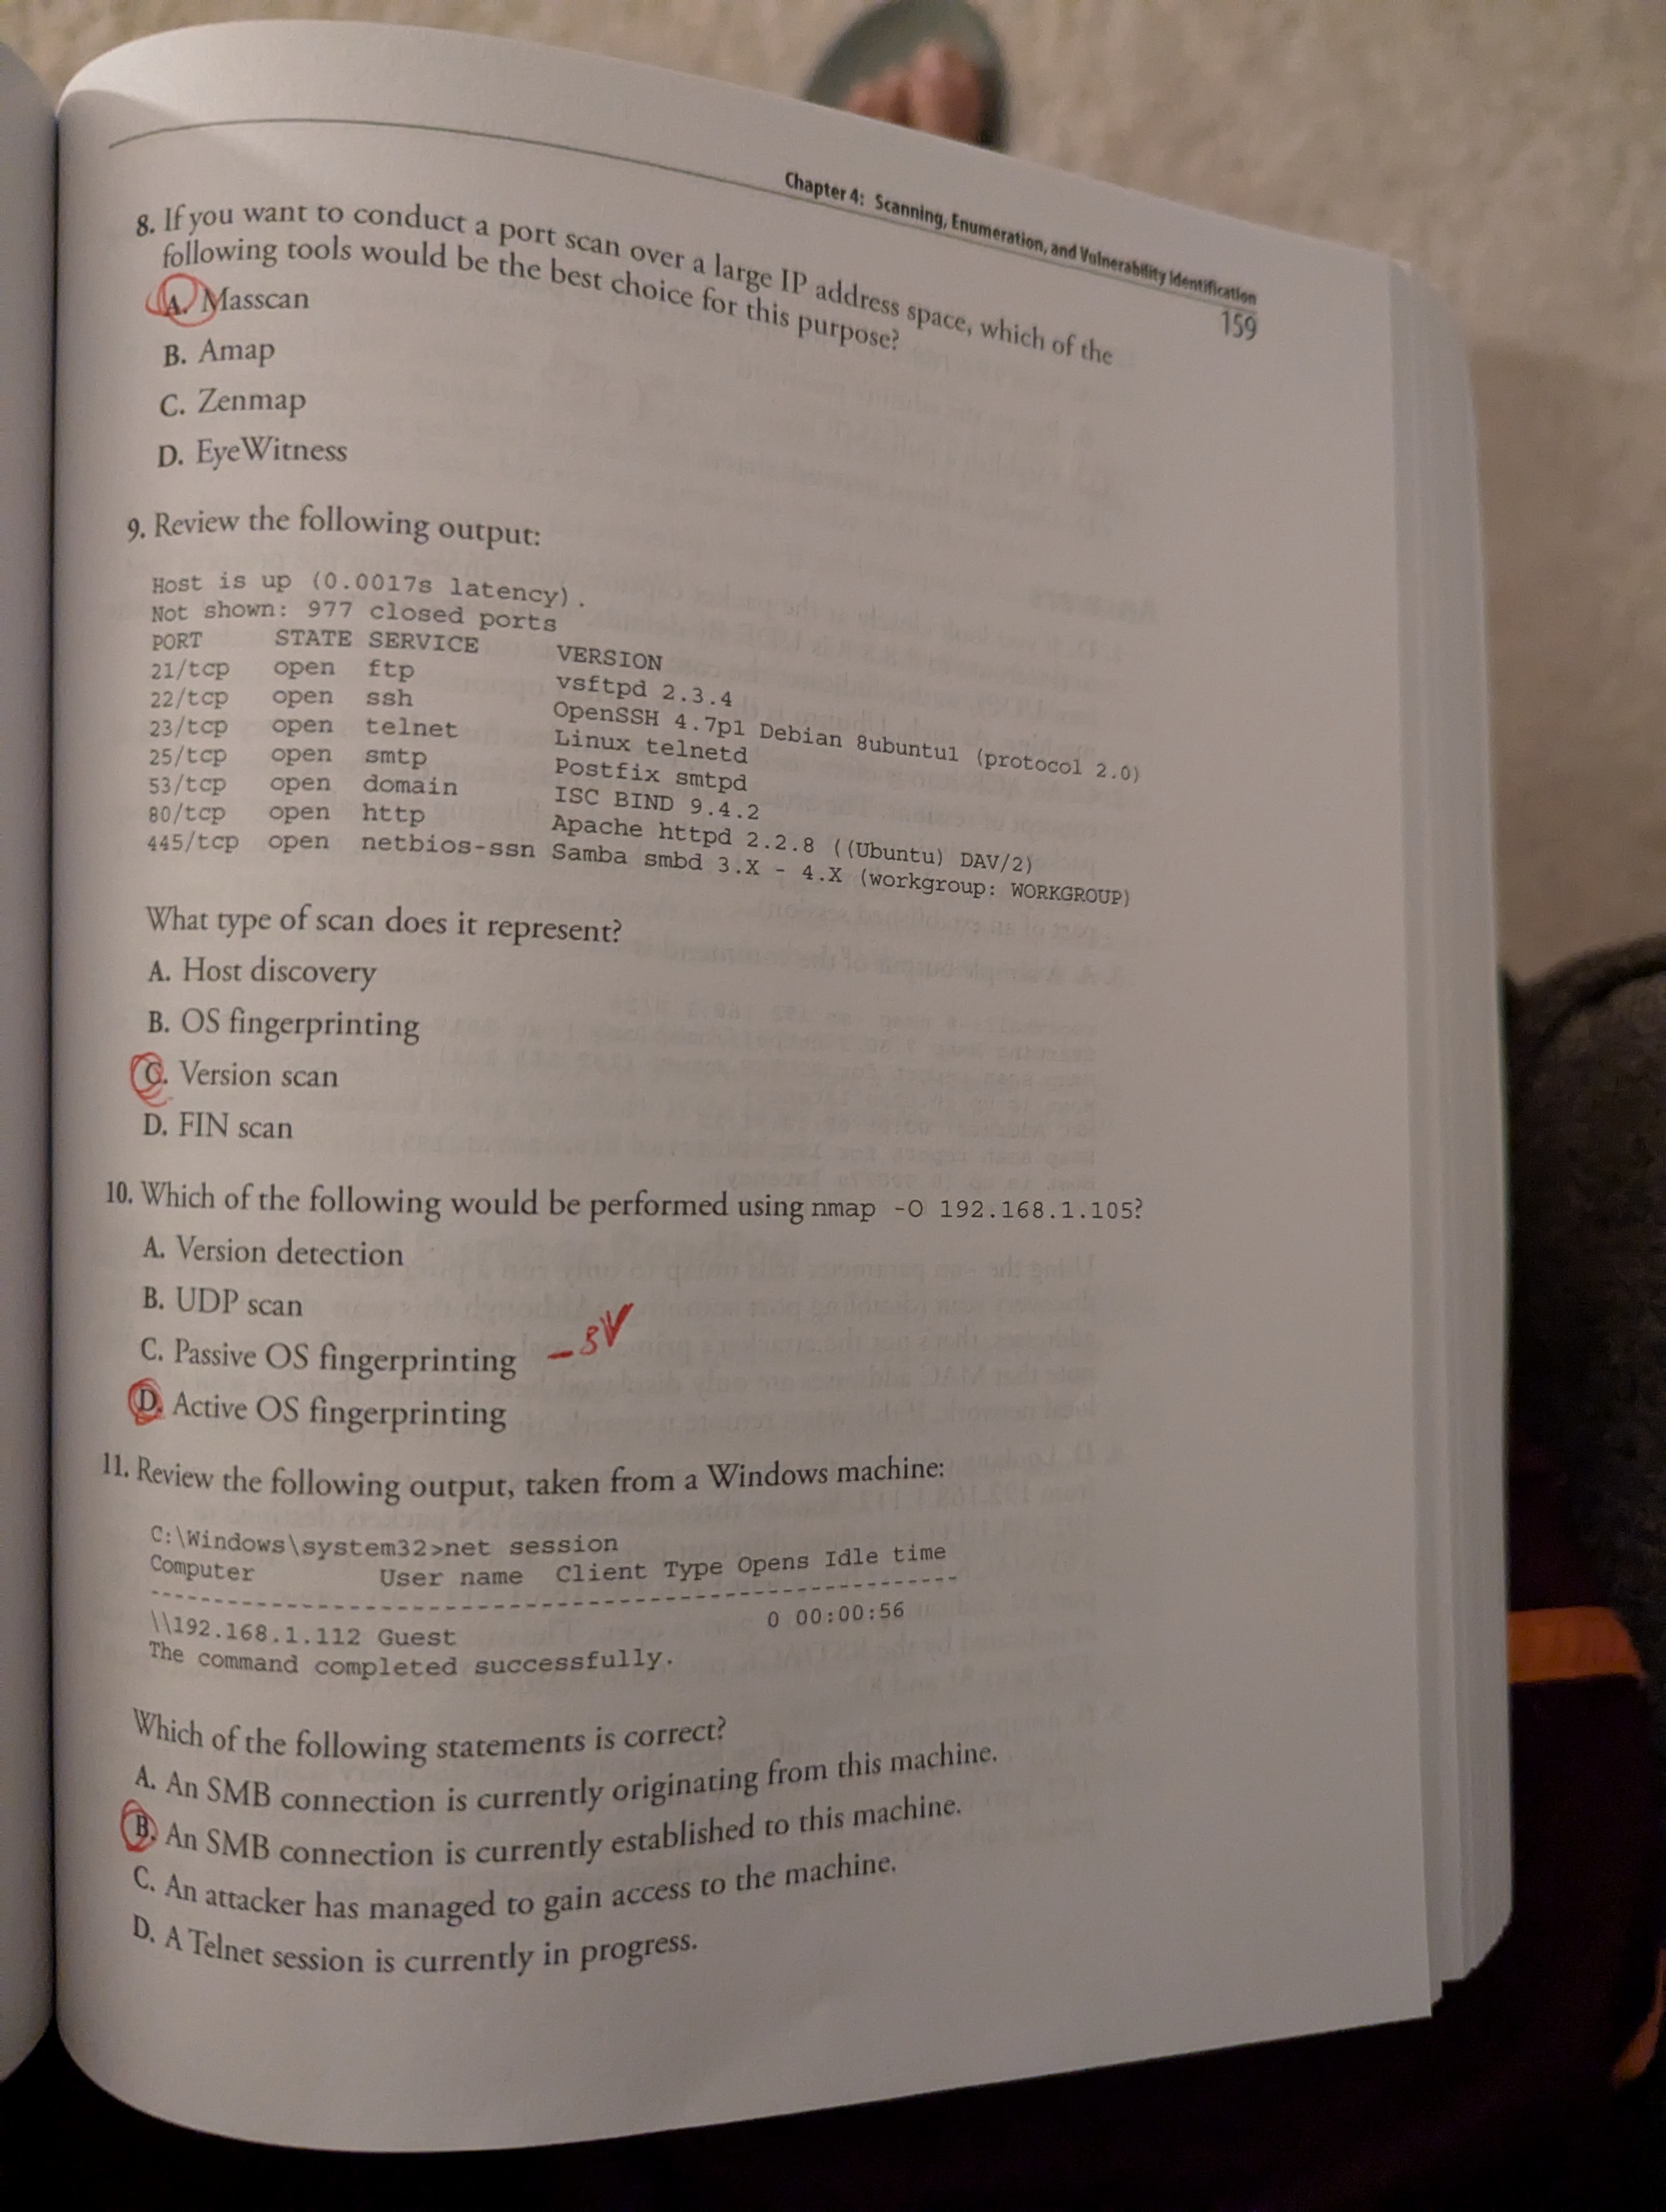 Chapter 4: Scanning, Enumeration, and Vulnerability Identification
159
8. If you want to conduct a port scan over a large IP address space, which of the
following tools would be the best choice for this purpose?
A. Masscan
B. Amap
C. Zenmap
D. EyeWitness
9. Review the following output:
Host is up (0.0017s latency).
Not shown: 977 closed ports
PORT STATE SERVICE VERSION
21/tcp open ftp vsftpd 2.3.4
22/tcp open ssh OpenSSH 4.7p1 Debian 8ubuntu1 (protocol 2.0)
23/tcp open telnet Linux telnetd
25/tcp open smtp Postfix smtpd
53/tcp open domain ISC BIND 9.4.2
80/tcp open http Apache httpd 2.2.8 ((Ubuntu) DAV/2)
445/tcp open netbios-ssn Samba smbd 3.X - 4.X (workgroup: WORKGROUP)
What type of scan does it represent?
A. Host discovery
B. OS fingerprinting
C. Version scan
D. FIN scan
10. Which of the following would be performed using nmap -O 192.168.1.105?
A. Version detection
B. UDP scan
C. Passive OS fingerprinting -sV
D. Active OS fingerprinting
11. Review the following output, taken from a Windows machine:
C:\Windows\system32>net session
Computer User name Client Type Opens Idle time
-------------------------------------------------------------
\\192.168.1.112 Guest 0 00:00:56
The command completed successfully.
Which of the following statements is correct?
A. An SMB connection is currently originating from this machine.
B. An SMB connection is currently established to this machine.
C. An attacker has managed to gain access to the machine.
D. A Telnet session is currently in progress.